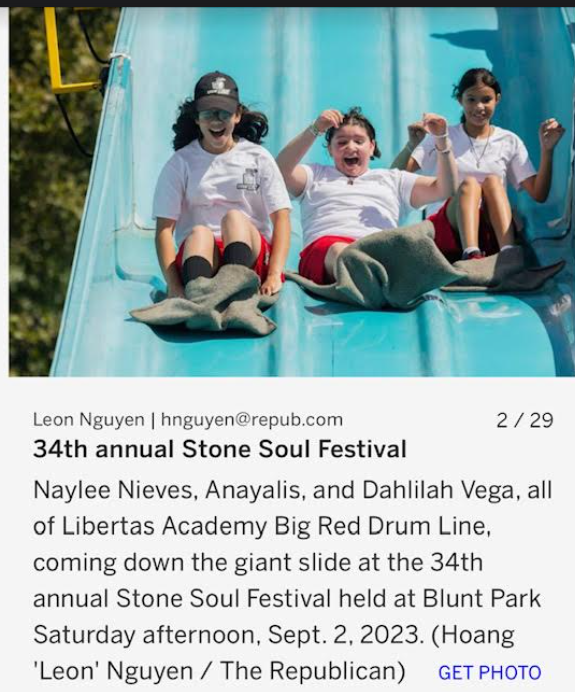 Leon Nguyen | hnguyen@repub.com 2 / 29
34th annual Stone Soul Festival
Naylee Nieves, Anayalis, and Dahlilah Vega, all
of Libertas Academy Big Red Drum Line,
coming down the giant slide at the 34th
annual Stone Soul Festival held at Blunt Park
Saturday afternoon, Sept. 2, 2023. (Hoang
'Leon' Nguyen / The Republican) GET PHOTO